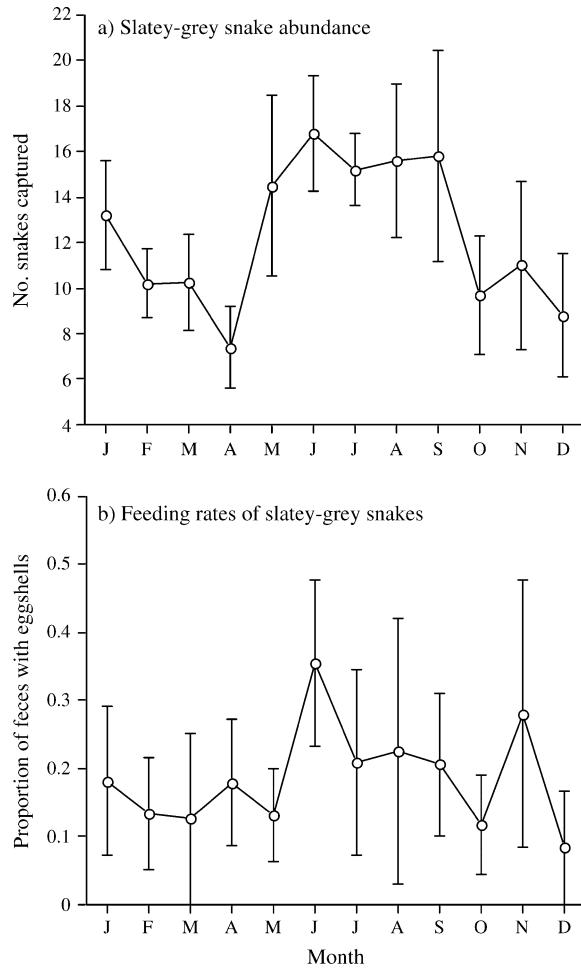 a) Slatey-grey snake abundance
No. snakes captured
22
20
18
16
14
12
10
8
6
4
J F M A M J J A S O N D
b) Feeding rates of slatey-grey snakes
Proportion of feces with eggshells
0.6
0.5
0.4
0.3
0.2
0.1
0
J F M A M J J A S O N D
Month